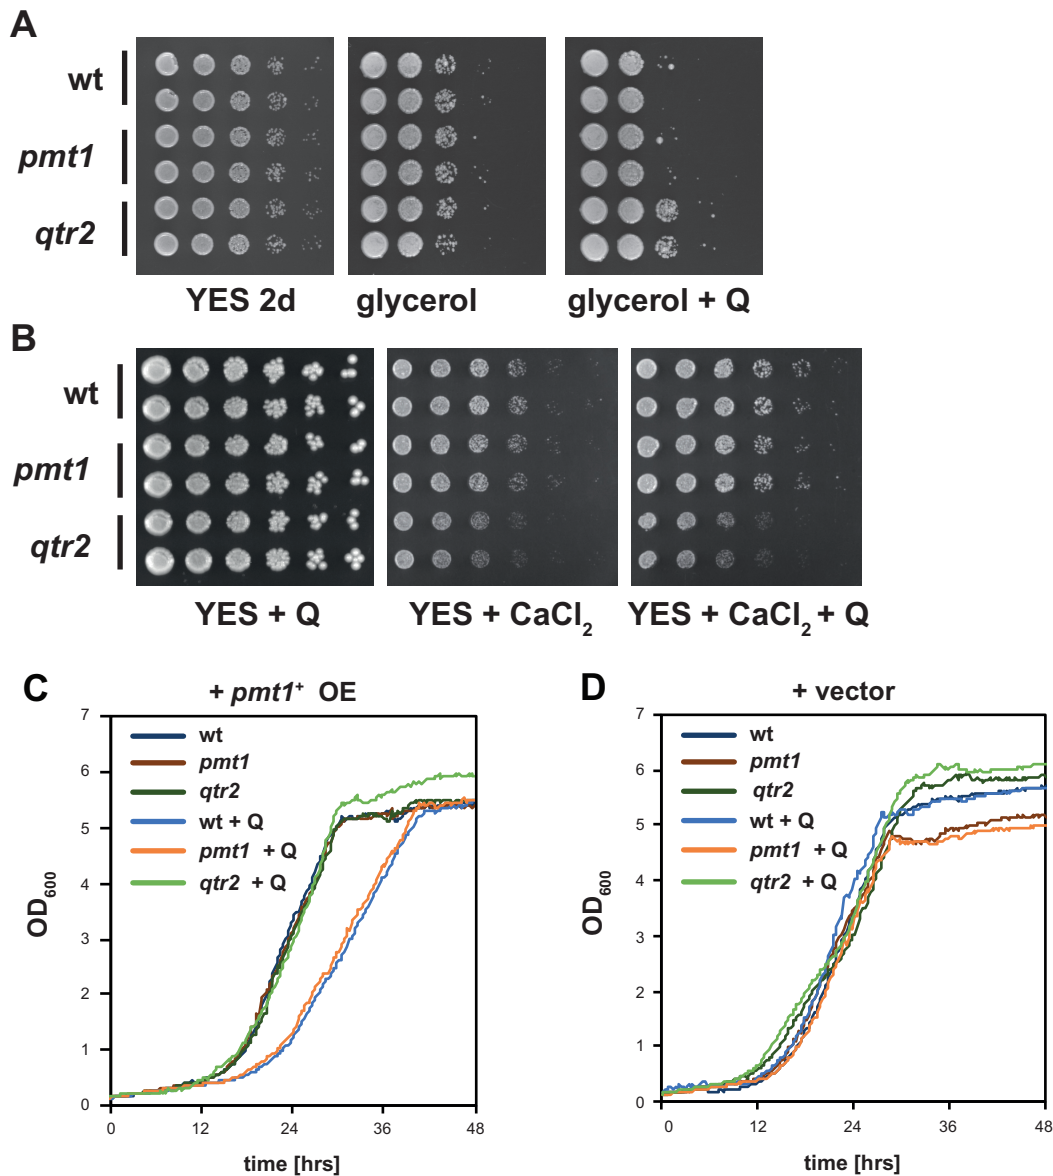 A
wt
pmt1
qtr2
YES 2d
glycerol
glycerol + Q
B
wt
pmt1
qtr2
YES + Q
YES + CaCl2
YES + CaCl2 + Q
C
+ pmt1+ OE
7
6
5
4
3
2
1
0
OD600
wt
pmt1
qtr2
wt + Q
pmt1 + Q
qtr2 + Q
0
12
24
36
48
time [hrs]
D
+ vector
7
6
5
4
3
2
1
0
OD600
wt
pmt1
qtr2
wt + Q
pmt1 + Q
qtr2 + Q
0
12
24
36
48
time [hrs]